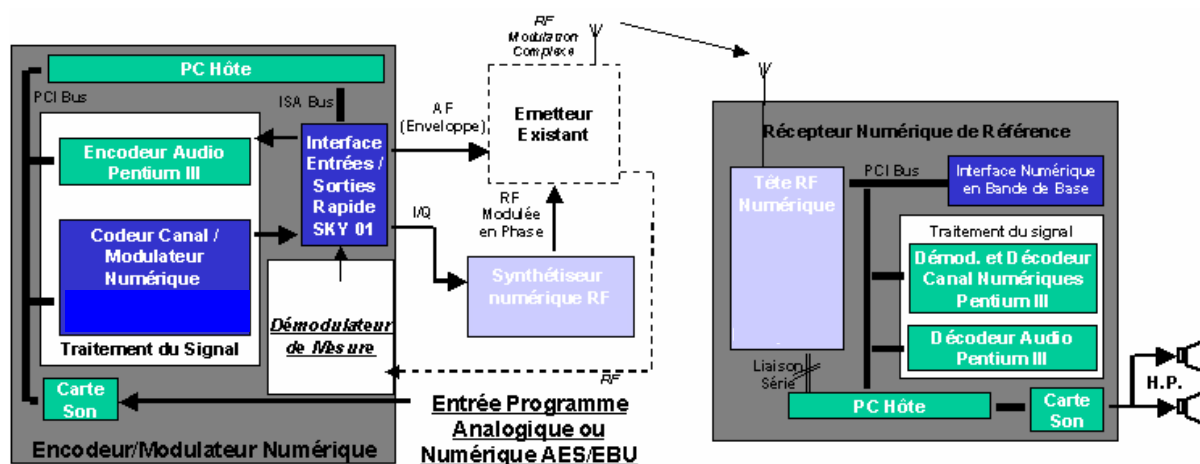 PC Hôte
PCI Bus
ISA Bus
Encodeur Audio
Pentium III
Codeur Canal /
Modulateur
Numérique
Traitement du Signal
Interface
Entrées /
Sorties
Rapide
SKY 01
Démodulateur
de Mesure
Carte
Son
Encodeur/Modulateur Numérique
AF
(Enveloppe)
I/Q
RF
Modulation
Complexe
Emetteur
Existant
RF
Modulée
en Phase
Synthétiseur
numérique RF
RF
Entrée Programme
Analogique ou
Numérique AES/EBU
Récepteur Numérique de Référence
Tête RF
Numérique
PCI Bus
Interface Numérique
en Bande de Base
Traitement du signal
Démod. et Décodeur
Canal Numériques
Pentium III
Décodeur Audio
Pentium III
Liaison
Série
PC Hôte
Carte
Son
H.P.